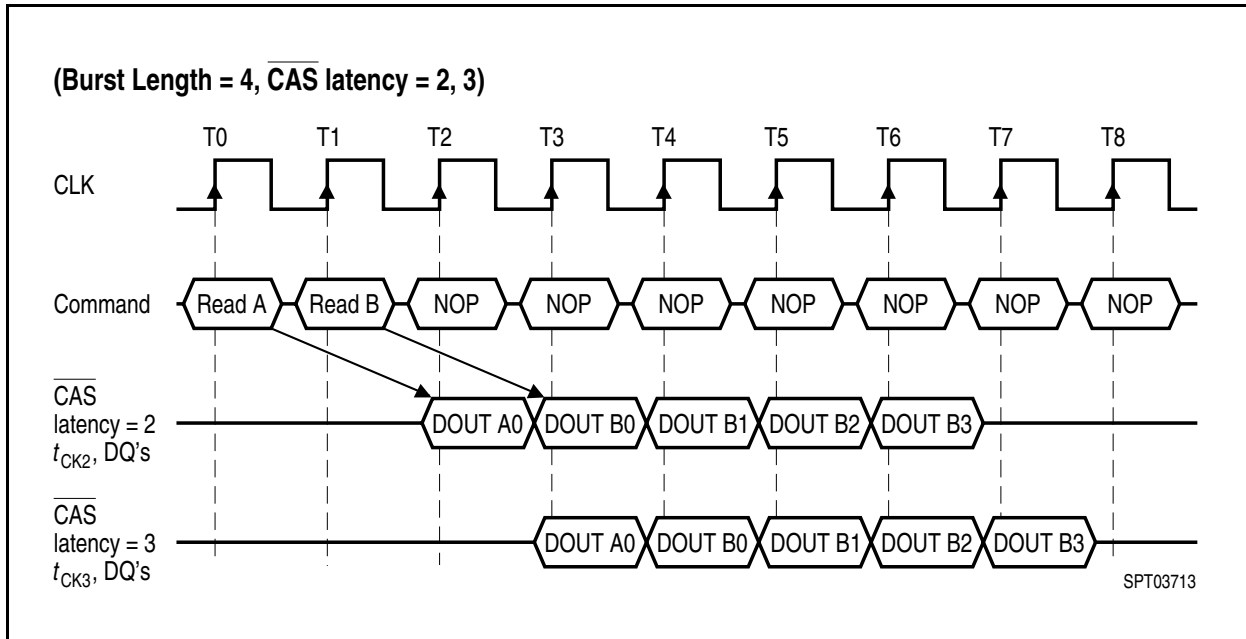 (Burst Length = 4, CAS latency = 2, 3)
T0 T1 T2 T3 T4 T5 T6 T7 T8
CLK
Command Read A Read B NOP NOP NOP NOP NOP NOP NOP
CAS
latency = 2
tCK2, DQ's
DOUT A0 DOUT B0 DOUT B1 DOUT B2 DOUT B3
CAS
latency = 3
tCK3, DQ's
DOUT A0 DOUT B0 DOUT B1 DOUT B2 DOUT B3
SPT03713